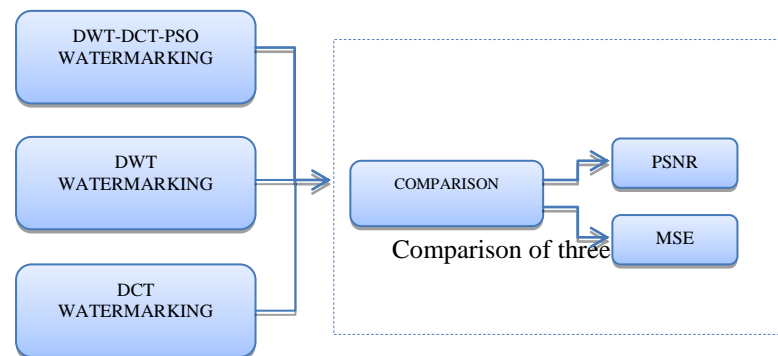 DWT-DCT-PSO
WATERMARKING
DWT
WATERMARKING
DCT
WATERMARKING
COMPARISON
PSNR
MSE
Comparison of three